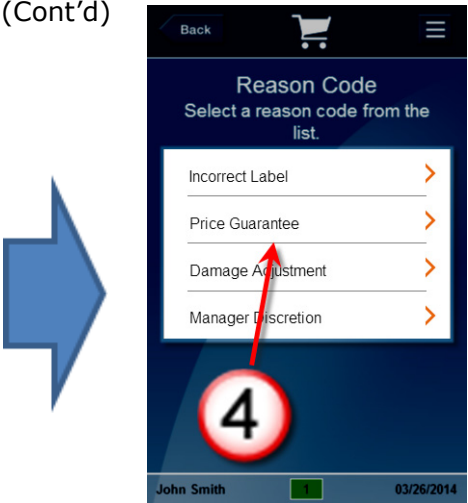 (Cont’d)
Back
Reason Code
Select a reason code from the
list.
Incorrect Label
Price Guarantee
Damage Adjustment
Manager Discretion
4
John Smith 1 03/26/2014